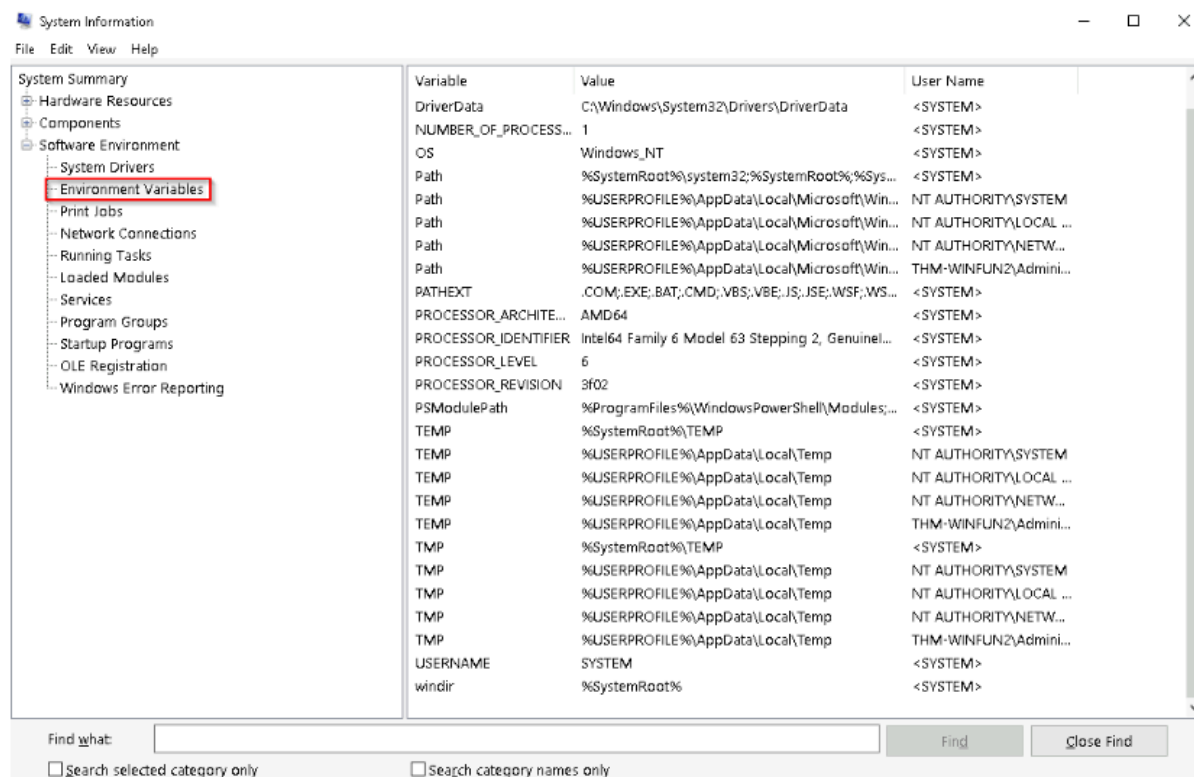 System Information
File Edit View Help
System Summary
Hardware Resources
Components
Software Environment
System Drivers
Environment Variables
Print Jobs
Network Connections
Running Tasks
Loaded Modules
Services
Program Groups
Startup Programs
OLE Registration
Windows Error Reporting
Variable Value User Name
DriverData C:\Windows\System32\Drivers\DriverData <SYSTEM>
NUMBER_OF_PROCESS... 1 <SYSTEM>
OS Windows_NT <SYSTEM>
Path %SystemRoot%\system32;%SystemRoot%;%Sys... <SYSTEM>
Path %USERPROFILE%\AppData\Local\Microsoft\Win... NT AUTHORITY\SYSTEM
Path %USERPROFILE%\AppData\Local\Microsoft\Win... NT AUTHORITY\LOCAL ...
Path %USERPROFILE%\AppData\Local\Microsoft\Win... NT AUTHORITY\NETW...
Path %USERPROFILE%\AppData\Local\Microsoft\Win... THM-WINFUN2\Admini...
PATHEXT .COM;.EXE;.BAT;.CMD;.VBS;.VBE;.JS;.JSE;.WSF;.WS... <SYSTEM>
PROCESSOR_ARCHITE... AMD64 <SYSTEM>
PROCESSOR_IDENTIFIER Intel64 Family 6 Model 63 Stepping 2, GenuineI... <SYSTEM>
PROCESSOR_LEVEL 6 <SYSTEM>
PROCESSOR_REVISION 3f02 <SYSTEM>
PSModulePath %ProgramFiles%\WindowsPowerShell\Modules;... <SYSTEM>
TEMP %SystemRoot%\TEMP <SYSTEM>
TEMP %USERPROFILE%\AppData\Local\Temp NT AUTHORITY\SYSTEM
TEMP %USERPROFILE%\AppData\Local\Temp NT AUTHORITY\LOCAL ...
TEMP %USERPROFILE%\AppData\Local\Temp NT AUTHORITY\NETW...
TEMP %USERPROFILE%\AppData\Local\Temp THM-WINFUN2\Admini...
TMP %SystemRoot%\TEMP <SYSTEM>
TMP %USERPROFILE%\AppData\Local\Temp NT AUTHORITY\SYSTEM
TMP %USERPROFILE%\AppData\Local\Temp NT AUTHORITY\LOCAL ...
TMP %USERPROFILE%\AppData\Local\Temp NT AUTHORITY\NETW...
TMP %USERPROFILE%\AppData\Local\Temp THM-WINFUN2\Admini...
USERNAME SYSTEM <SYSTEM>
windir %SystemRoot% <SYSTEM>
Find what: Find Close Find
Search selected category only Search category names only